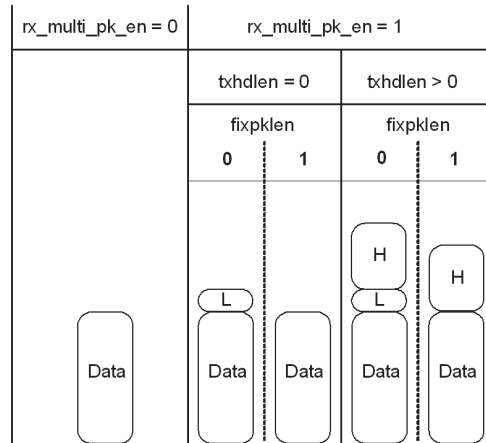 rx_multi_pk_en = 0 rx_multi_pk_en = 1
txhdlen = 0 txhdlen > 0
fixpklen fixpklen
0 1 0 1
H
H
L L
Data Data Data Data Data